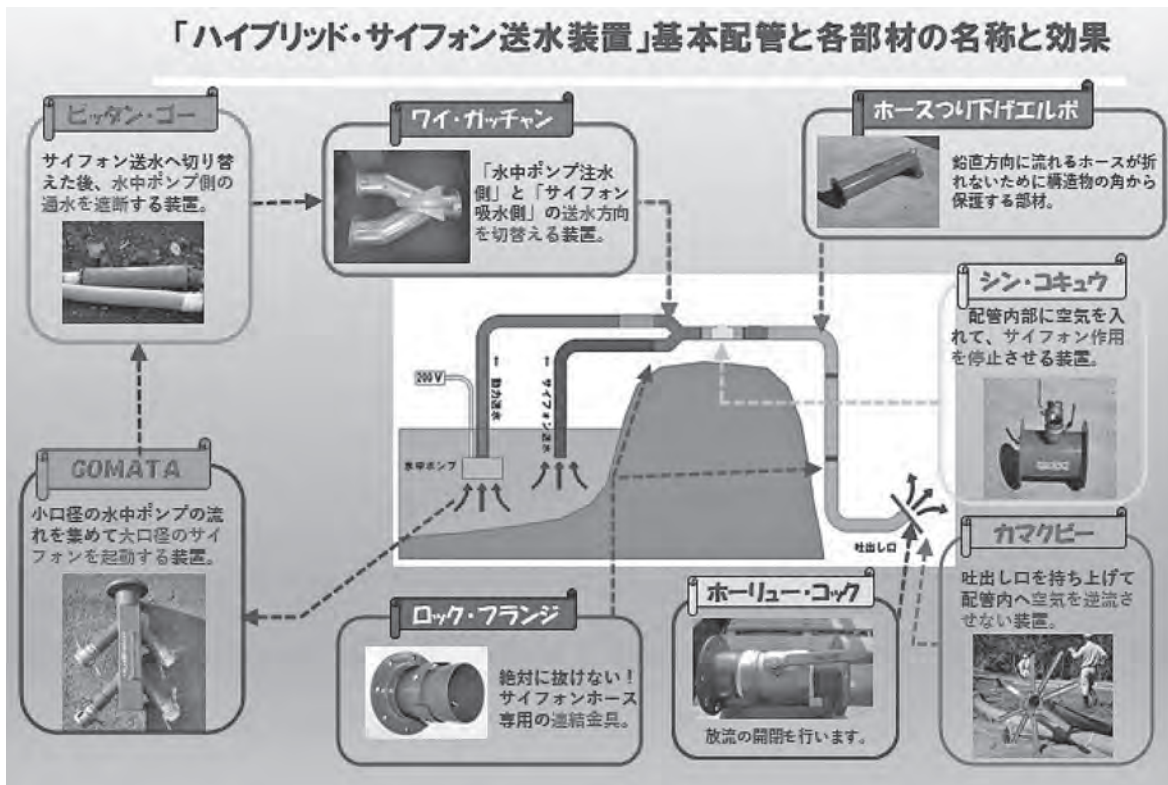 「ハイブリッド・サイフォン送水装置」基本配管と各部材の名称と効果
ピッタン・ゴー
サイフォン送水へ切り替
えた後、水中ポンプ側の
通水を遮断する装置。
ワイ・ガッチャン
「水中ポンプ注水
側」と「サイフォン
吸水側」の送水方向
を切替える装置。
ホースつり下げエルボ
鉛直方向に流れるホースが折
れないために構造物の角から
保護する部材。
シン・コキュウ
配管内部に空気を入
れて、サイフォン作用
を停止させる装置。
200V
←動力送水
←サイフォン送水
水中ポンプ
吐出し口
GOMATA
小口径の水中ポンプの流
れを集めて大口径のサイ
フォンを起動する装置。
ロック・フランジ
絶対に抜けない！
サイフォンホース
専用の連結金具。
ホーリュー・コック
放流の開閉を行います。
カマクビー
吐出し口を持ち上げて
配管内へ空気を逆流さ
せない装置。